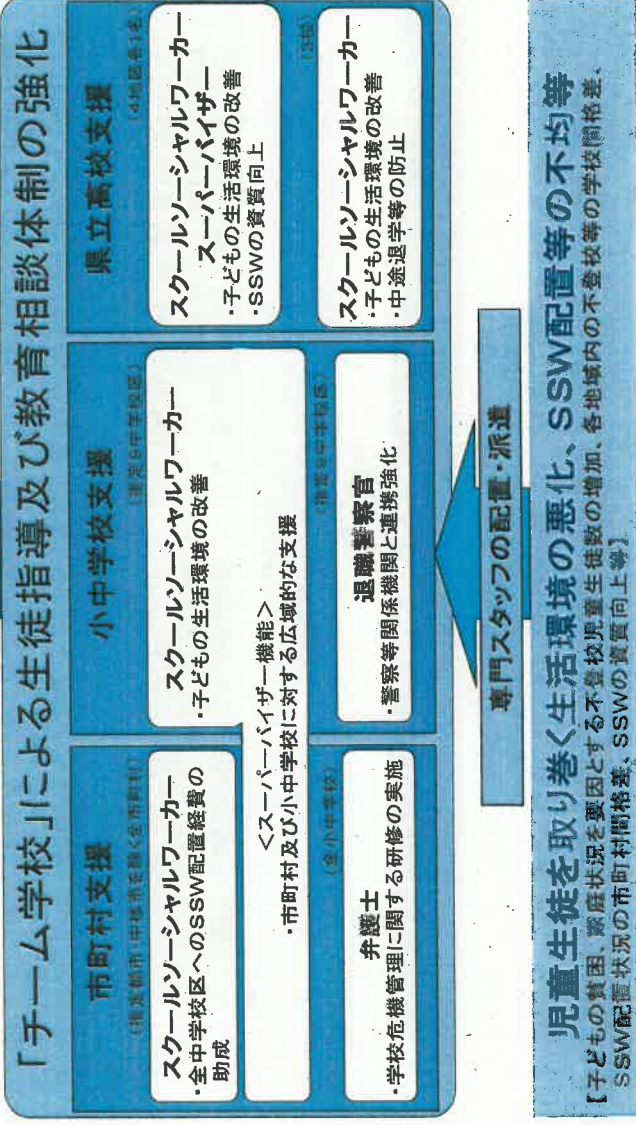 「チーム学校」による生徒指導及び教育相談体制の強化
市町村支援
(指定都市・中核市を除く全市町村)
スクールソーシャルワーカー
・全中学校区へのSSW配置経費の
助成
小中学校支援
(指定9中学校区)
スクールソーシャルワーカー
・子どもの生活環境の改善
<スーパーバイザー機能>
・市町村及び小中学校に対する広域的な支援
(全小中学校)
弁護士
・学校危機管理に関する研修の実施
(指定9中学校区)
退職警察官
・警察等関係機関と連携強化
県立高校支援
(4地区各1名)
スクールソーシャルワーカー
スーパーバイザー
・子どもの生活環境の改善
・SSWの資質向上
(3校)
スクールソーシャルワーカー
・子どもの生活環境の改善
・中途退学等の防止
専門スタッフの配置・派遣
児童生徒を取り巻く生活環境の悪化、SSW配置等の不均等
【子どもの貧困、家庭状況を要因とする不登校児童生徒数の増加、各地域内の不登校等の学校間格差、
SSW配置状況の市町村間格差、SSWの資質向上等】